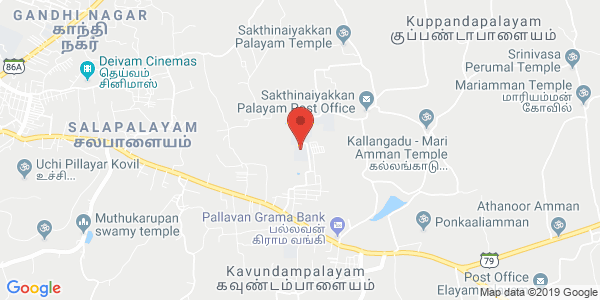 GANDHI NAGAR
காந்தி
நகர்
86A
Deivam Cinemas
தெய்வம்
சினிமாஸ்
Sakthinaiyakkan
Palayam Temple
Kuppandapalayam
குப்பண்டாபாளையம்
Srinivasa
Perumal Temple
Mariamman Temple
மாரியம்மன்
கோவில்
Sakthinaiyakkan
Palayam Post Office
SALAPALAYAM
சலபாளையம்
Kallangadu - Mari
Amman Temple
கல்லங்காடு...
Uchi Pillayar Kovil
உச்சி...
Muthukarupan
swamy temple
Pallavan Grama Bank
பல்லவன்
கிராம வங்கி
Athanoor Amman
Ponkaaliamman
79
Kavundampalayam
கவுண்டம்பாளையம்
Post Office
Elayam
Google
Map data ©2019 Google